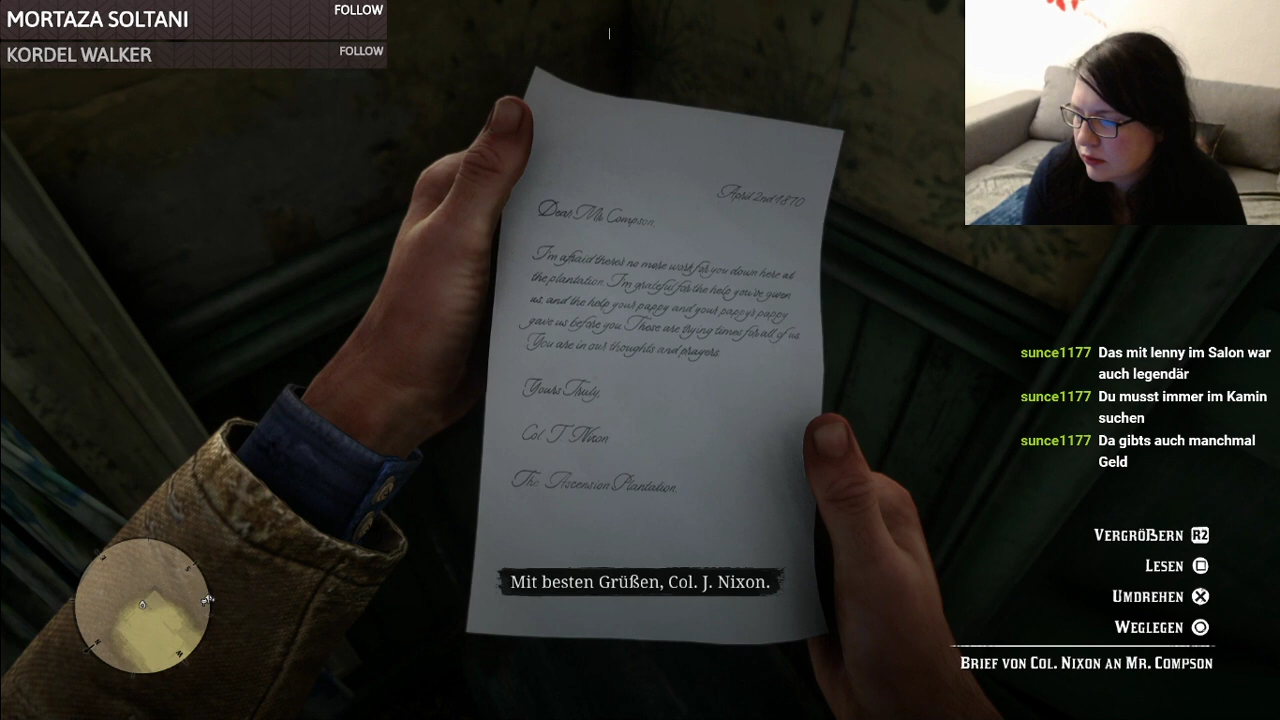 MORTAZA SOLTANI
FOLLOW
KORDEL WALKER
FOLLOW
April 2nd 1870
Dear Mr Compson,
I'm afraid there's no more work for you down here at
the plantation. I'm grateful for the help you've given
us, and the help your pappy and your pappy's pappy
gave us before you. These are trying times for all of us.
You are in our thoughts and prayers.
Yours Truly,
Col. J. Nixon
The Ascension Plantation.
Mit besten Grüßen, Col. J. Nixon.
sunce1177 Das mit lenny im Salon war
auch legendär
sunce1177 Du musst immer im Kamin
suchen
sunce1177 Da gibts auch manchmal
Geld
VERGRÖẞERN R2
LESEN
UMDREHEN
WEGLEGEN
BRIEF VON COL. NIXON AN MR. COMPSON